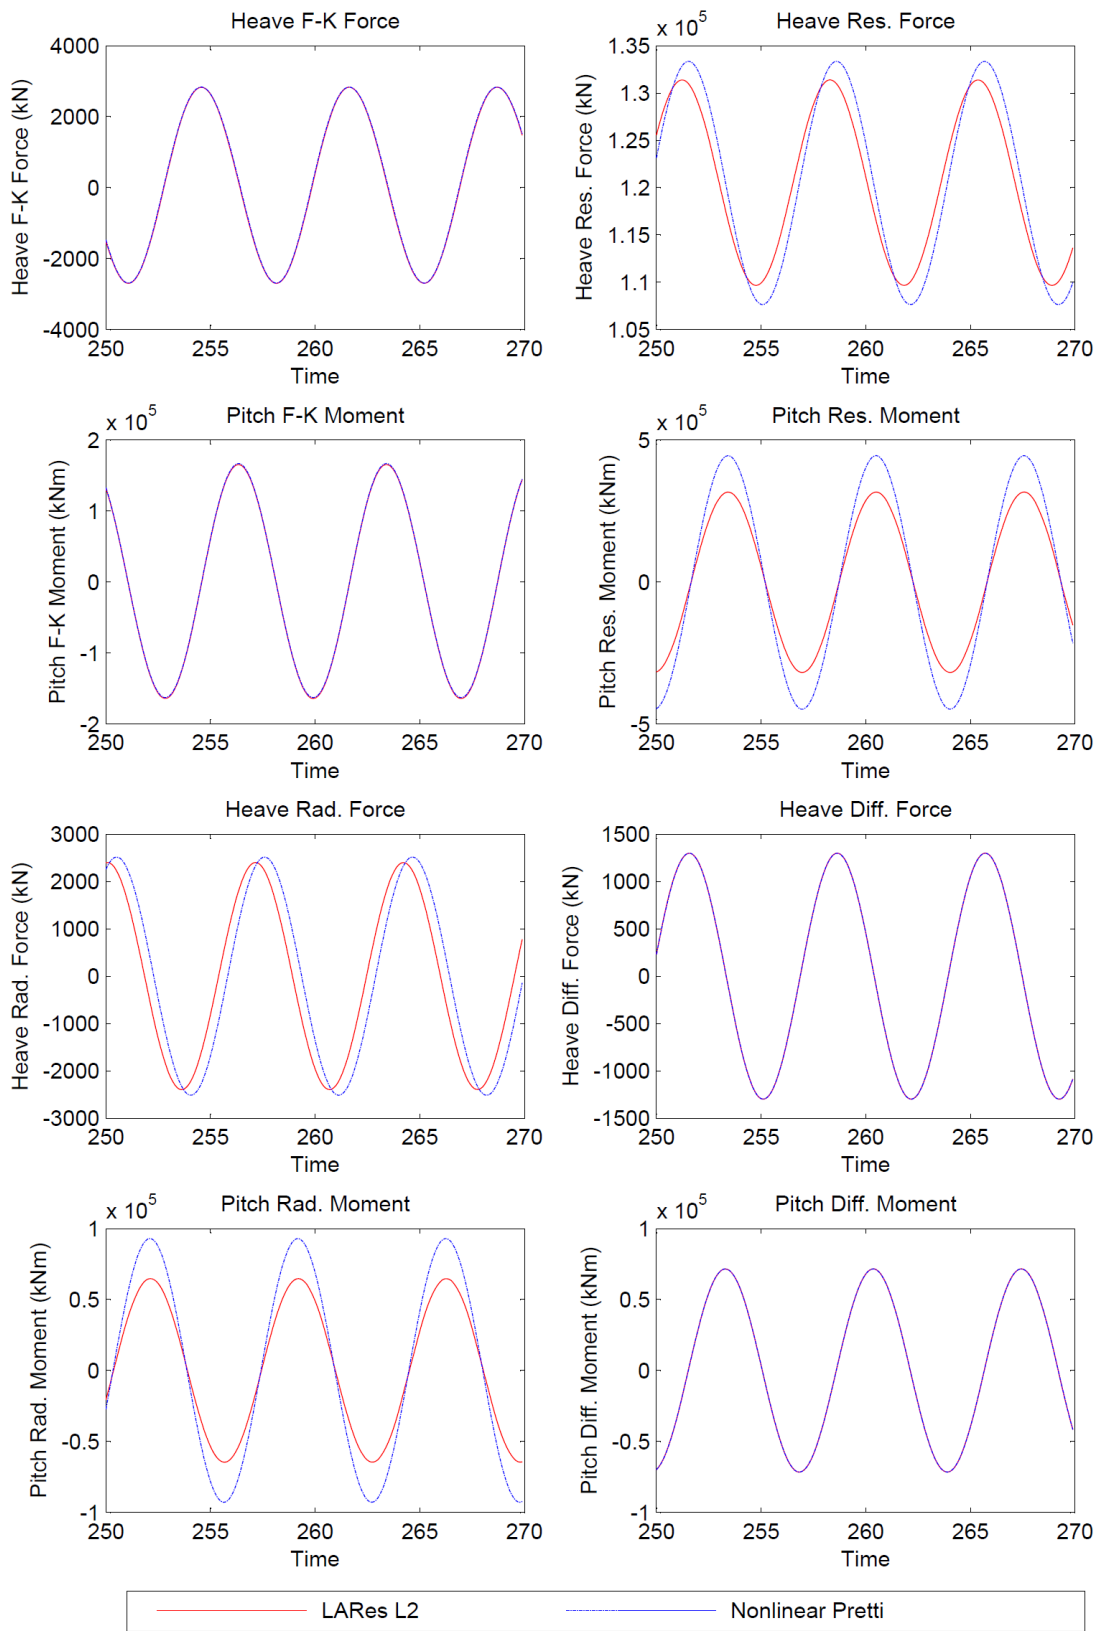 Heave F-K Force
Heave F-K Force (kN)
4000
2000
0
-2000
-4000
250
255
260
265
270
Time
Heave Res. Force
x 10^5
Heave Res. Force (kN)
1.35
1.3
1.25
1.2
1.15
1.1
1.05
250
255
260
265
270
Time
Pitch F-K Moment
x 10^5
Pitch F-K Moment (kNm)
2
1
0
-1
-2
250
255
260
265
270
Time
Pitch Res. Moment
x 10^5
Pitch Res. Moment (kNm)
5
0
-5
250
255
260
265
270
Time
Heave Rad. Force
Heave Rad. Force (kN)
3000
2000
1000
0
-1000
-2000
-3000
250
255
260
265
270
Time
Heave Diff. Force
Heave Diff. Force (kN)
1500
1000
500
0
-500
-1000
-1500
250
255
260
265
270
Time
Pitch Rad. Moment
x 10^5
Pitch Rad. Moment (kNm)
1
0.5
0
-0.5
-1
250
255
260
265
270
Time
Pitch Diff. Moment
x 10^5
Pitch Diff. Moment (kNm)
1
0.5
0
-0.5
-1
250
255
260
265
270
Time
LARes L2
Nonlinear Pretti